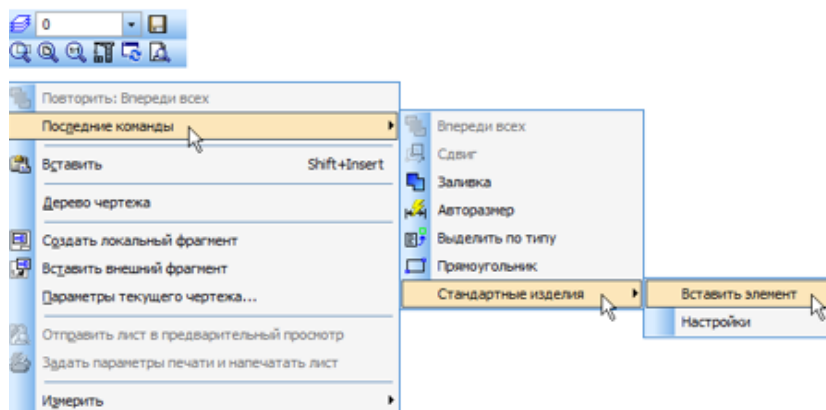 0
Повторить: Впереди всех
Последние команды
Вставить Shift+Insert
Дерево чертежа
Создать локальный фрагмент
Вставить внешний фрагмент
Параметры текущего чертежа...
Отправить лист в предварительный просмотр
Задать параметры печати и напечатать лист
Измерить
Впереди всех
Сдвиг
Заливка
Авторазмер
Выделить по типу
Прямоугольник
Стандартные изделия
Вставить элемент
Настройки